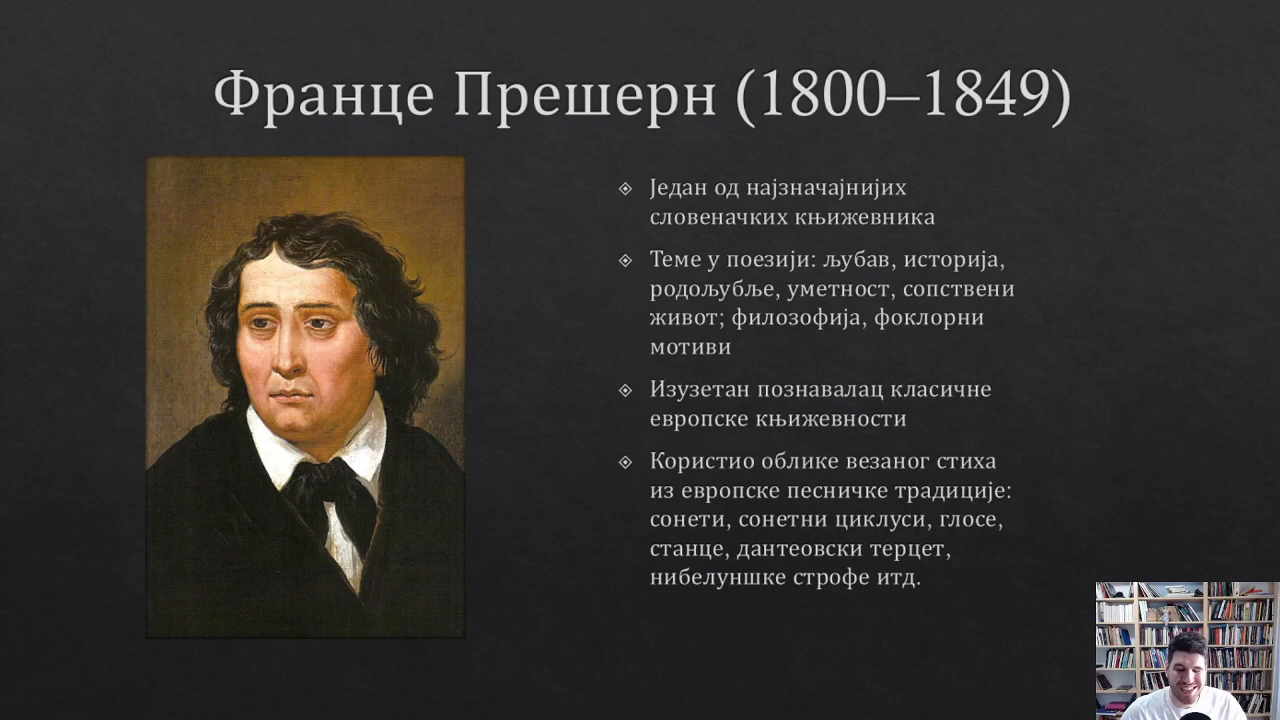 Франце Прешерн (1800–1849)
Један од најзначајнијих
словеначких књижевника
Теме у поезији: љубав, историја,
родољубље, уметност, сопствени
живот; филозофија, фоклорни
мотиви
Изузетан познавалац класичне
европске књижевности
Користио облике везаног стиха
из европске песничке традиције:
сонети, сонетни циклуси, глосе,
станце, дантеовски терцет,
нибелуншке строфе итд.